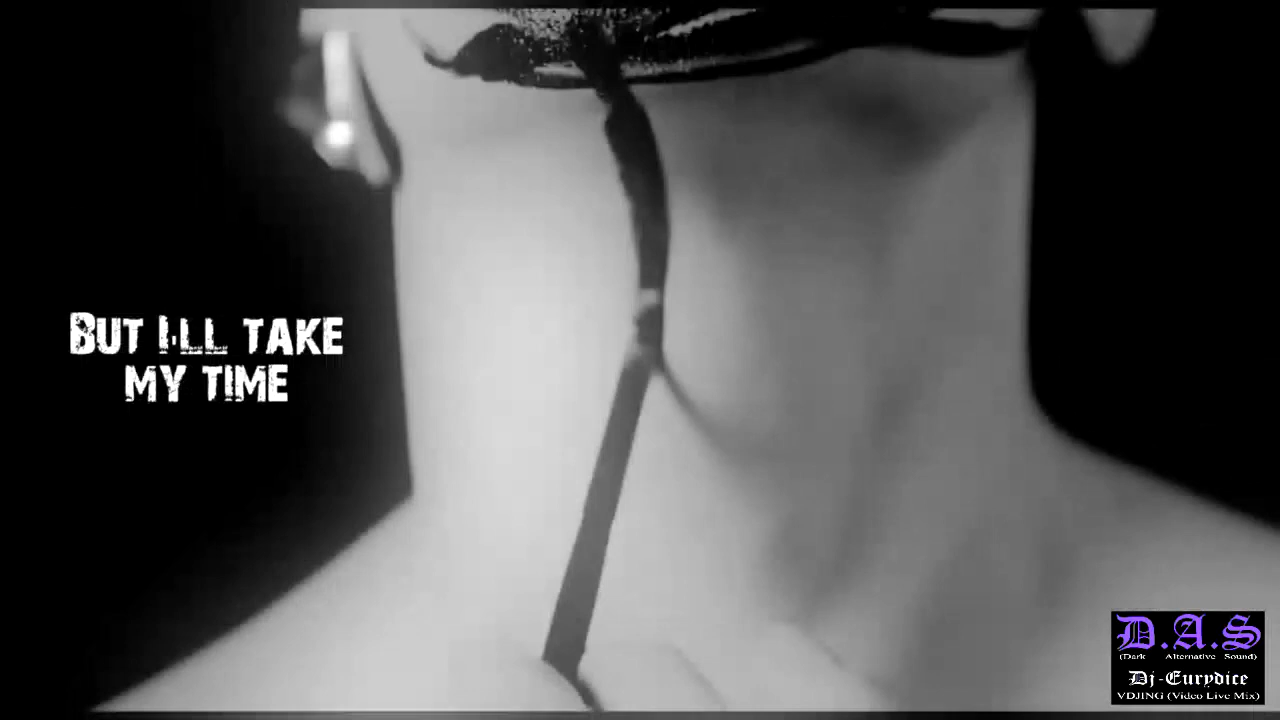 But I'll take
my time
D.A.S
(Dark Alternative Sound)
Dj-Eurydice
VDJING (Video Live Mix)